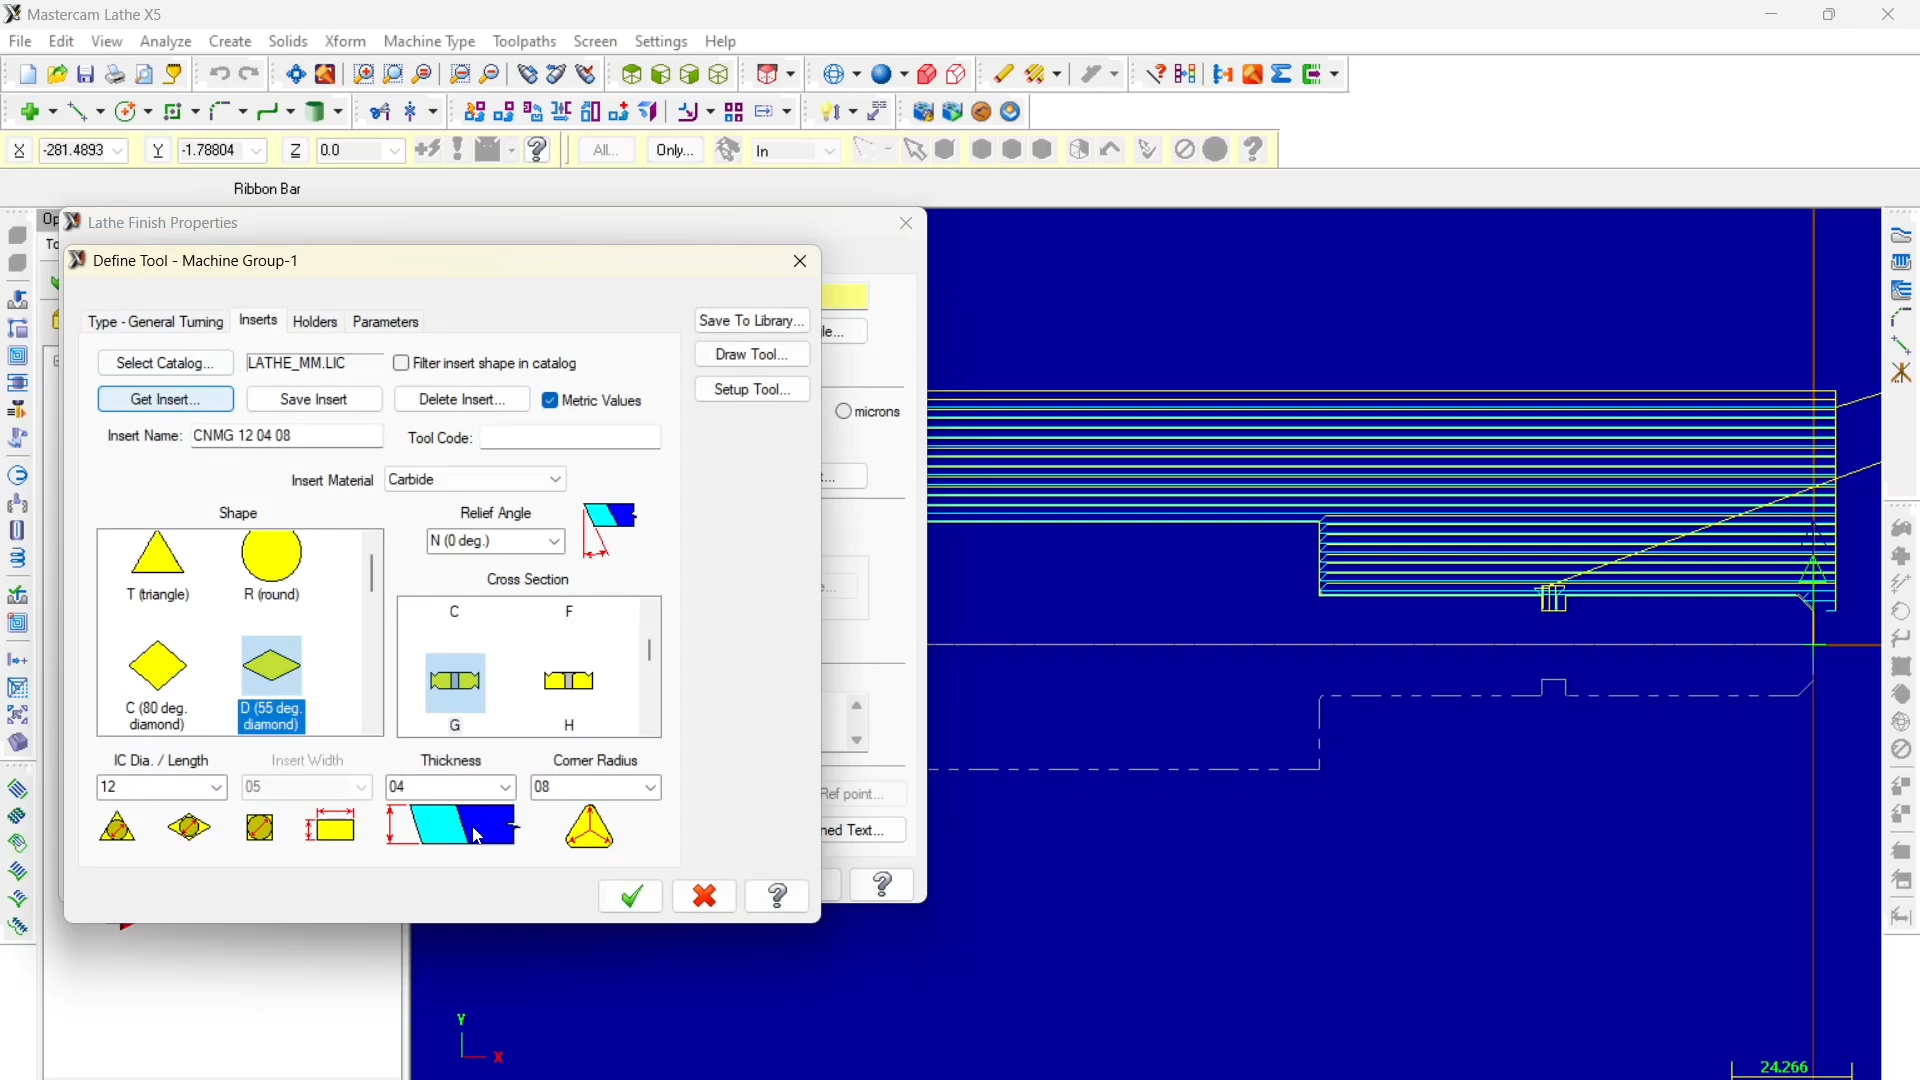 Mastercam Lathe X5
File Edit View Analyze Create Solids Xform Machine Type Toolpaths Screen Settings Help
X -281.4893 Y -1.78804 Z 0.0 All... Only... In
Ribbon Bar
Op
Lathe Finish Properties
To
Define Tool - Machine Group-1
Type - General Turning Inserts Holders Parameters
Save To Library...
le...
Draw Tool...
Select Catalog... LATHE_MM.LIC Filter insert shape in catalog
Setup Tool...
Get Insert... Save Insert Delete Insert... Metric Values
microns
Insert Name: CNMG 12 04 08 Tool Code:
Insert Material Carbide
Shape Relief Angle
N (0 deg.)
Cross Section
T (triangle) R (round)
C F
C (80 deg. diamond) D (55 deg. diamond)
G H
IC Dia. / Length Insert Width Thickness Corner Radius
12 05 04 08
Ref point...
ned Text...
Y
X
24.266